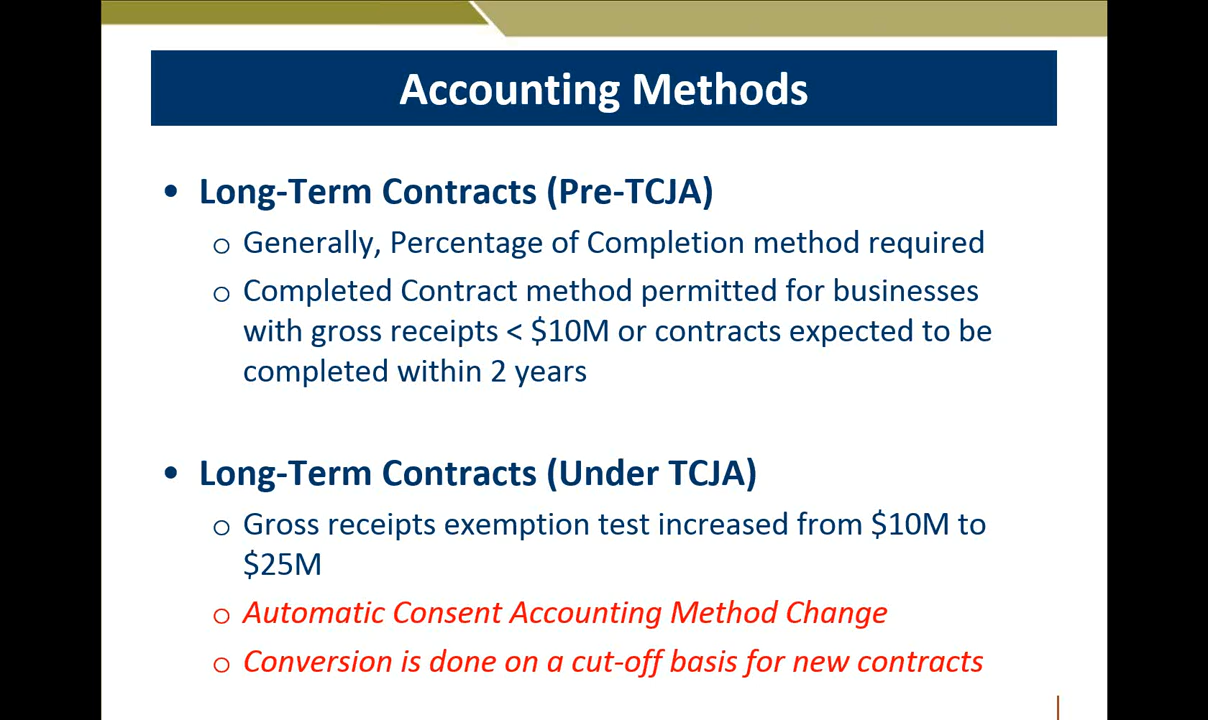 Accounting Methods
• Long-Term Contracts (Pre-TCJA)
o Generally, Percentage of Completion method required
o Completed Contract method permitted for businesses
with gross receipts < $10M or contracts expected to be
completed within 2 years
• Long-Term Contracts (Under TCJA)
o Gross receipts exemption test increased from $10M to
$25M
o Automatic Consent Accounting Method Change
o Conversion is done on a cut-off basis for new contracts